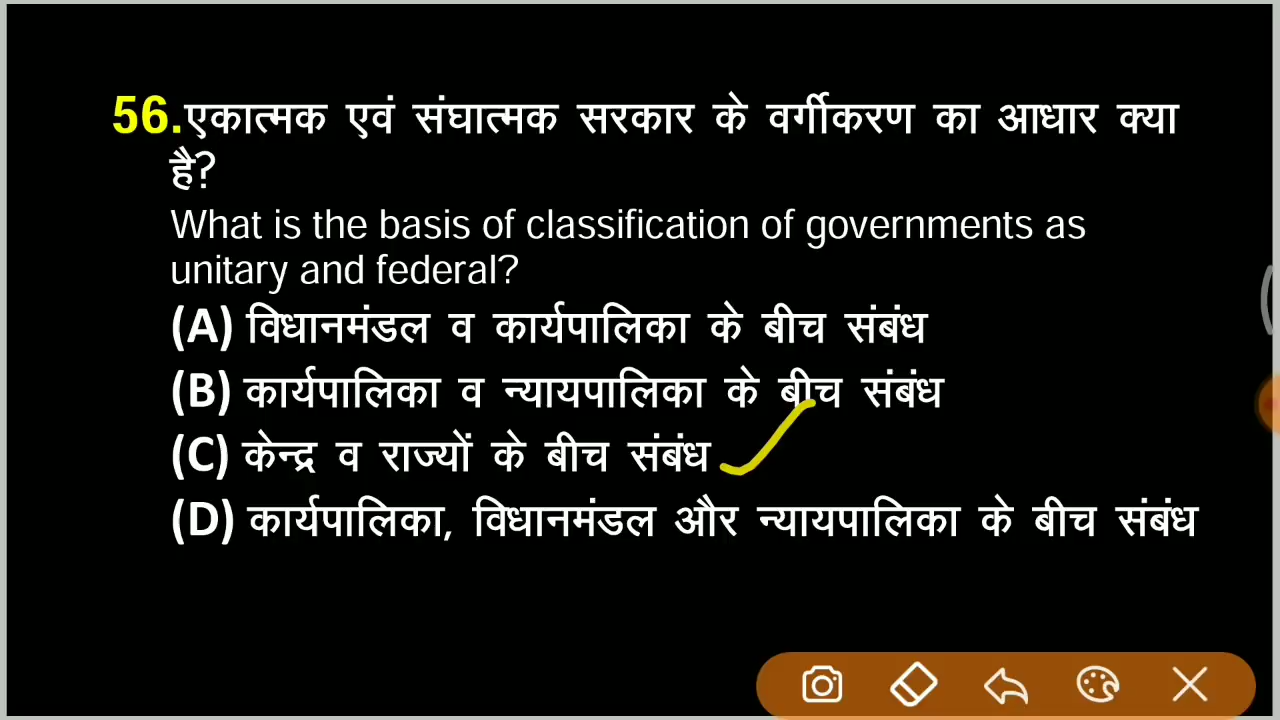 56.एकात्मक एवं संघात्मक सरकार के वर्गीकरण का आधार क्या
है?
What is the basis of classification of governments as
unitary and federal?
(A) विधानमंडल व कार्यपालिका के बीच संबंध
(B) कार्यपालिका व न्यायपालिका के बीच संबंध
(C) केन्द्र व राज्यों के बीच संबंध
(D) कार्यपालिका, विधानमंडल और न्यायपालिका के बीच संबंध